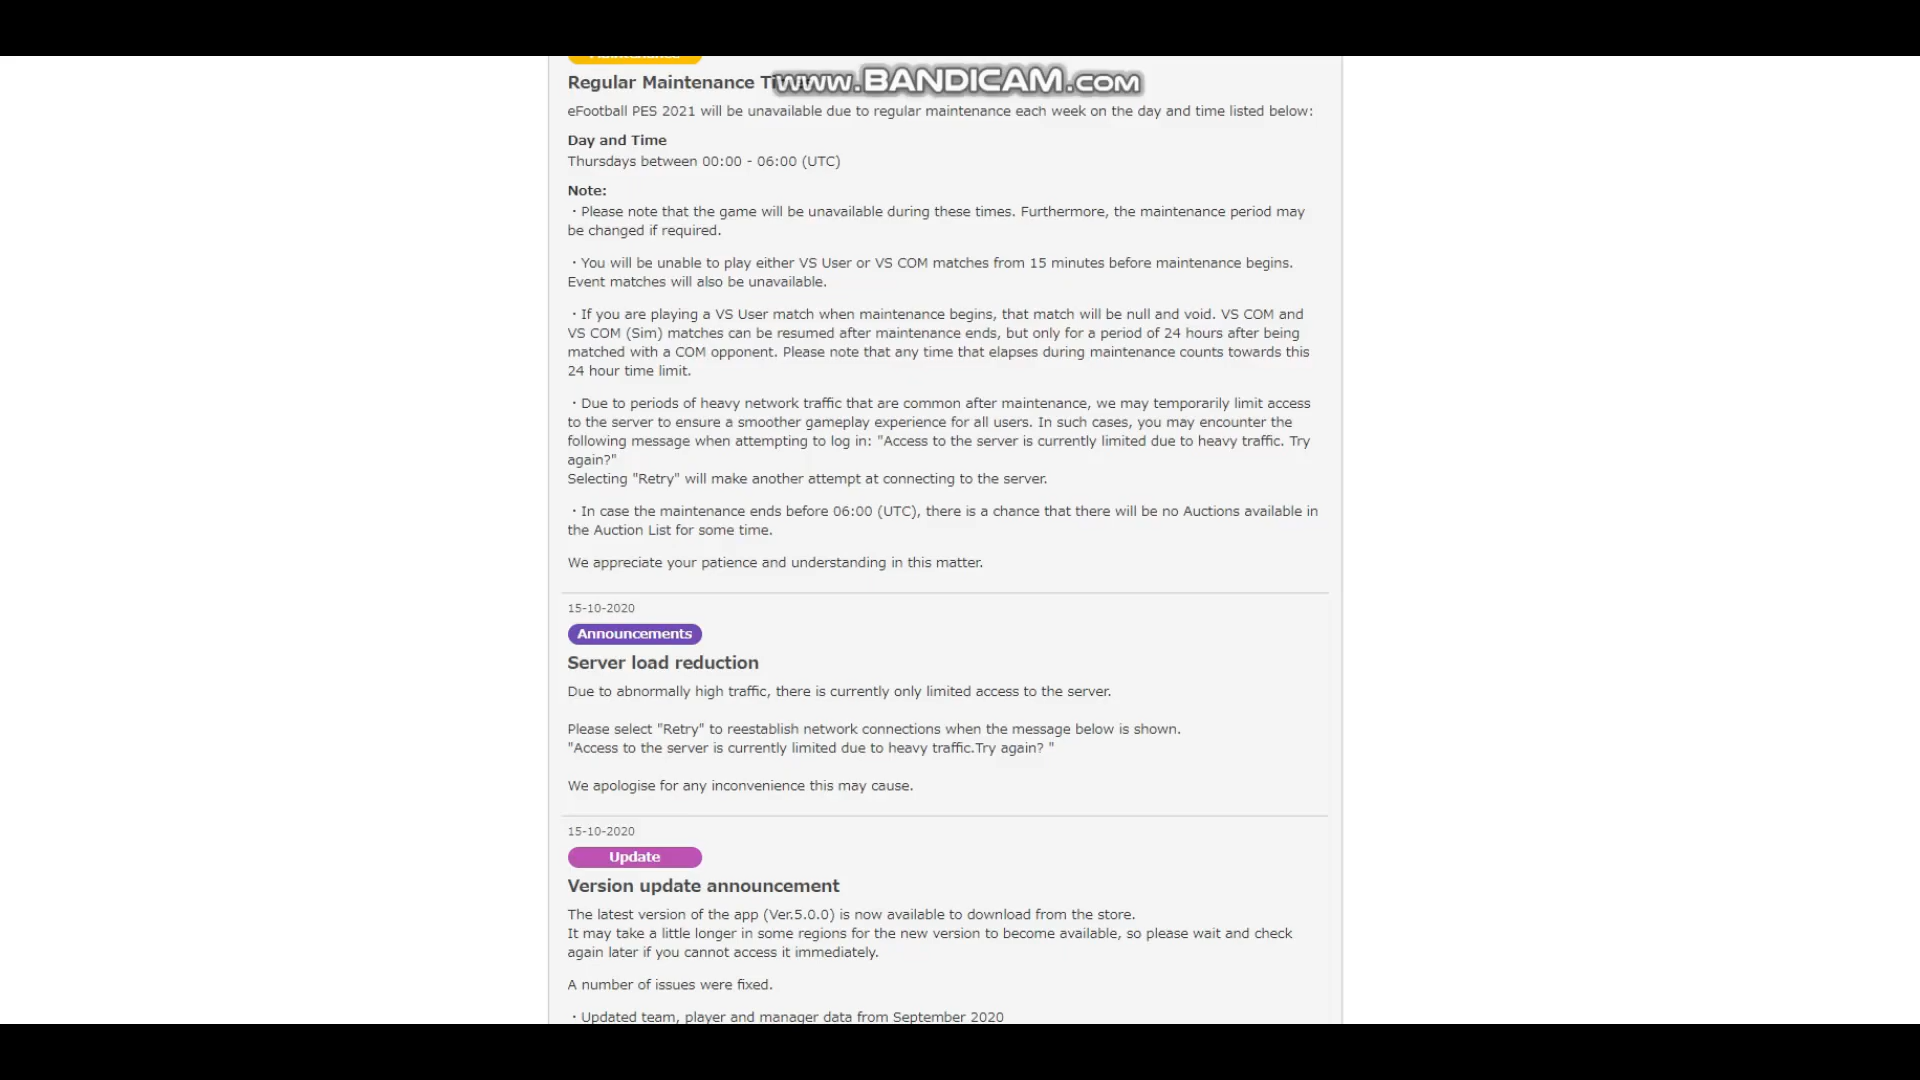 www.BANDICAM.com
Regular Maintenance
eFootball PES 2021 will be unavailable due to regular maintenance each week on the day and time listed below:
Day and Time
Thursdays between 00:00 - 06:00 (UTC)
Note:
・Please note that the game will be unavailable during these times. Furthermore, the maintenance period may
be changed if required.
・You will be unable to play either VS User or VS COM matches from 15 minutes before maintenance begins.
Event matches will also be unavailable.
・If you are playing a VS User match when maintenance begins, that match will be null and void. VS COM and
VS COM (Sim) matches can be resumed after maintenance ends, but only for a period of 24 hours after being
matched with a COM opponent. Please note that any time that elapses during maintenance counts towards this
24 hour time limit.
・Due to periods of heavy network traffic that are common after maintenance, we may temporarily limit access
to the server to ensure a smoother gameplay experience for all users. In such cases, you may encounter the
following message when attempting to log in: "Access to the server is currently limited due to heavy traffic. Try
again?"
Selecting "Retry" will make another attempt at connecting to the server.
・In case the maintenance ends before 06:00 (UTC), there is a chance that there will be no Auctions available in
the Auction List for some time.
We appreciate your patience and understanding in this matter.
15-10-2020
Announcements
Server load reduction
Due to abnormally high traffic, there is currently only limited access to the server.
Please select "Retry" to reestablish network connections when the message below is shown.
"Access to the server is currently limited due to heavy traffic.Try again? "
We apologise for any inconvenience this may cause.
15-10-2020
Update
Version update announcement
The latest version of the app (Ver.5.0.0) is now available to download from the store.
It may take a little longer in some regions for the new version to become available, so please wait and check
again later if you cannot access it immediately.
A number of issues were fixed.
・Updated team, player and manager data from September 2020